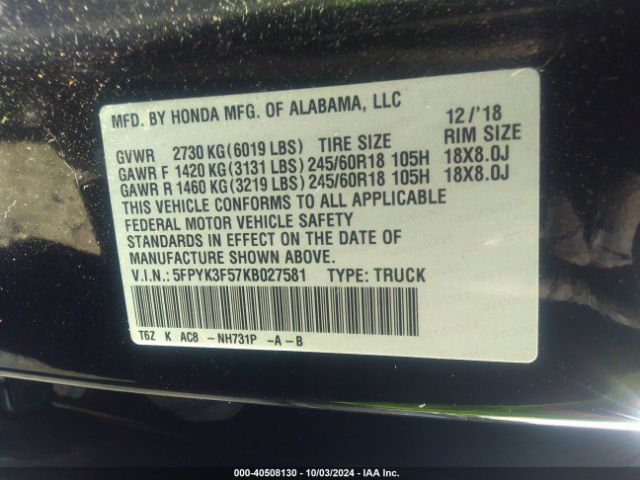 MFD. BY HONDA MFG. OF ALABAMA, LLC 12/'18
GVWR 2730 KG (6019 LBS) TIRE SIZE RIM SIZE
GAWR F 1420 KG (3131 LBS) 245/60R18 105H 18X8.0J
GAWR R 1460 KG (3219 LBS) 245/60R18 105H 18X8.0J
THIS VEHICLE CONFORMS TO ALL APPLICABLE
FEDERAL MOTOR VEHICLE SAFETY
STANDARDS IN EFFECT ON THE DATE OF
MANUFACTURE SHOWN ABOVE.
V.I.N.: 5FPYK3F57KB027581 TYPE: TRUCK
T6Z K AC8 -NH731P -A-B
000-40508130 - 10/03/2024 - IAA Inc.